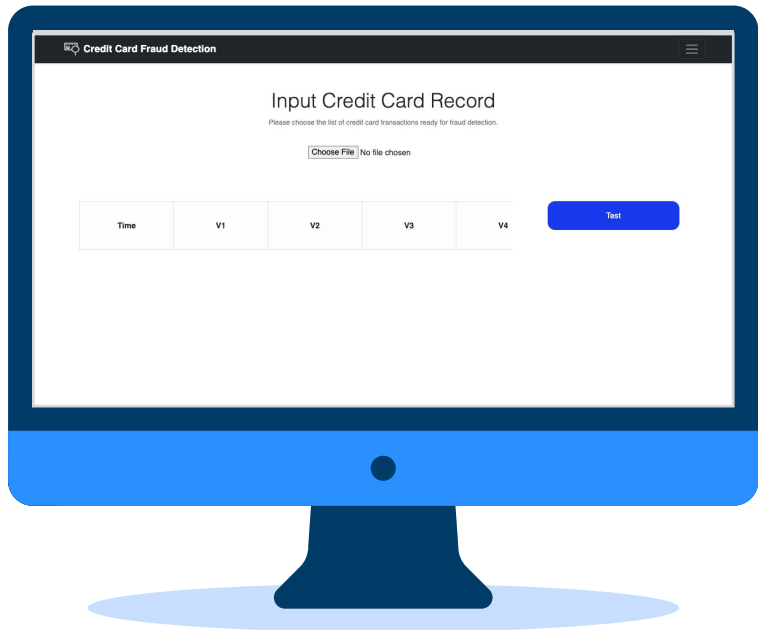 Credit Card Fraud Detection
Input Credit Card Record
Please choose the list of credit card transactions ready for fraud detection.
Choose File No file chosen
Time V1 V2 V3 V4 Test